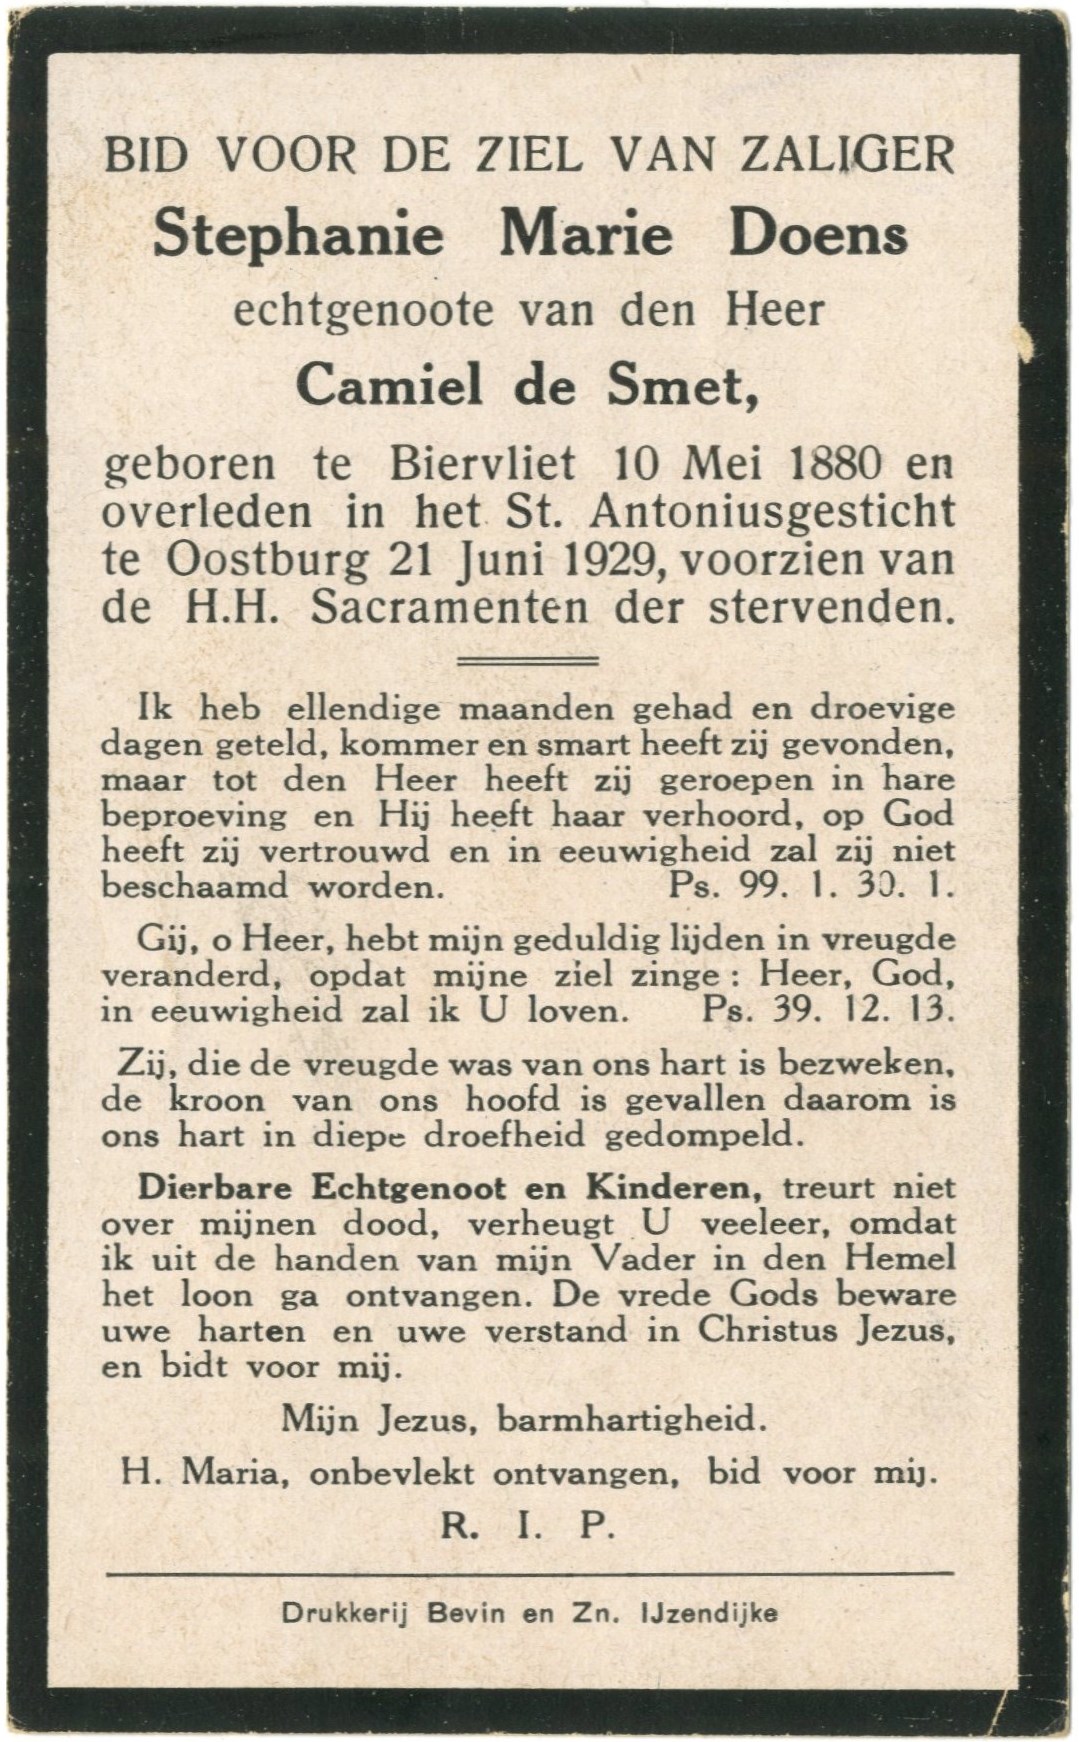 BID VOOR DE ZIEL VAN ZALIGER
Stephanie Marie Doens
echtgenoote van den Heer
Camiel de Smet,
geboren te Biervliet 10 Mei 1880 en
overleden in het St. Antoniusgesticht
te Oostburg 21 Juni 1929, voorzien van
de H.H. Sacramenten der stervenden.
Ik heb ellendige maanden gehad en droevige
dagen geteld, kommer en smart heeft zij gevonden,
maar tot den Heer heeft zij geroepen in hare
beproeving en Hij heeft haar verhoord, op God
heeft zij vertrouwd en in eeuwigheid zal zij niet
beschaamd worden. Ps. 99. 1. 30. 1.
Gij, o Heer, hebt mijn geduldig lijden in vreugde
veranderd, opdat mijne ziel zinge : Heer, God,
in eeuwigheid zal ik U loven. Ps. 39. 12. 13.
Zij, die de vreugde was van ons hart is bezweken,
de kroon van ons hoofd is gevallen daarom is
ons hart in diepe droefheid gedompeld.
Dierbare Echtgenoot en Kinderen, treurt niet
over mijnen dood, verheugt U veeleer, omdat
ik uit de handen van mijn Vader in den Hemel
het loon ga ontvangen. De vrede Gods beware
uwe harten en uwe verstand in Christus Jezus,
en bidt voor mij.
Mijn Jezus, barmhartigheid.
H. Maria, onbevlekt ontvangen, bid voor mij.
R. I. P.
Drukkerij Bevin en Zn. IJzendijke